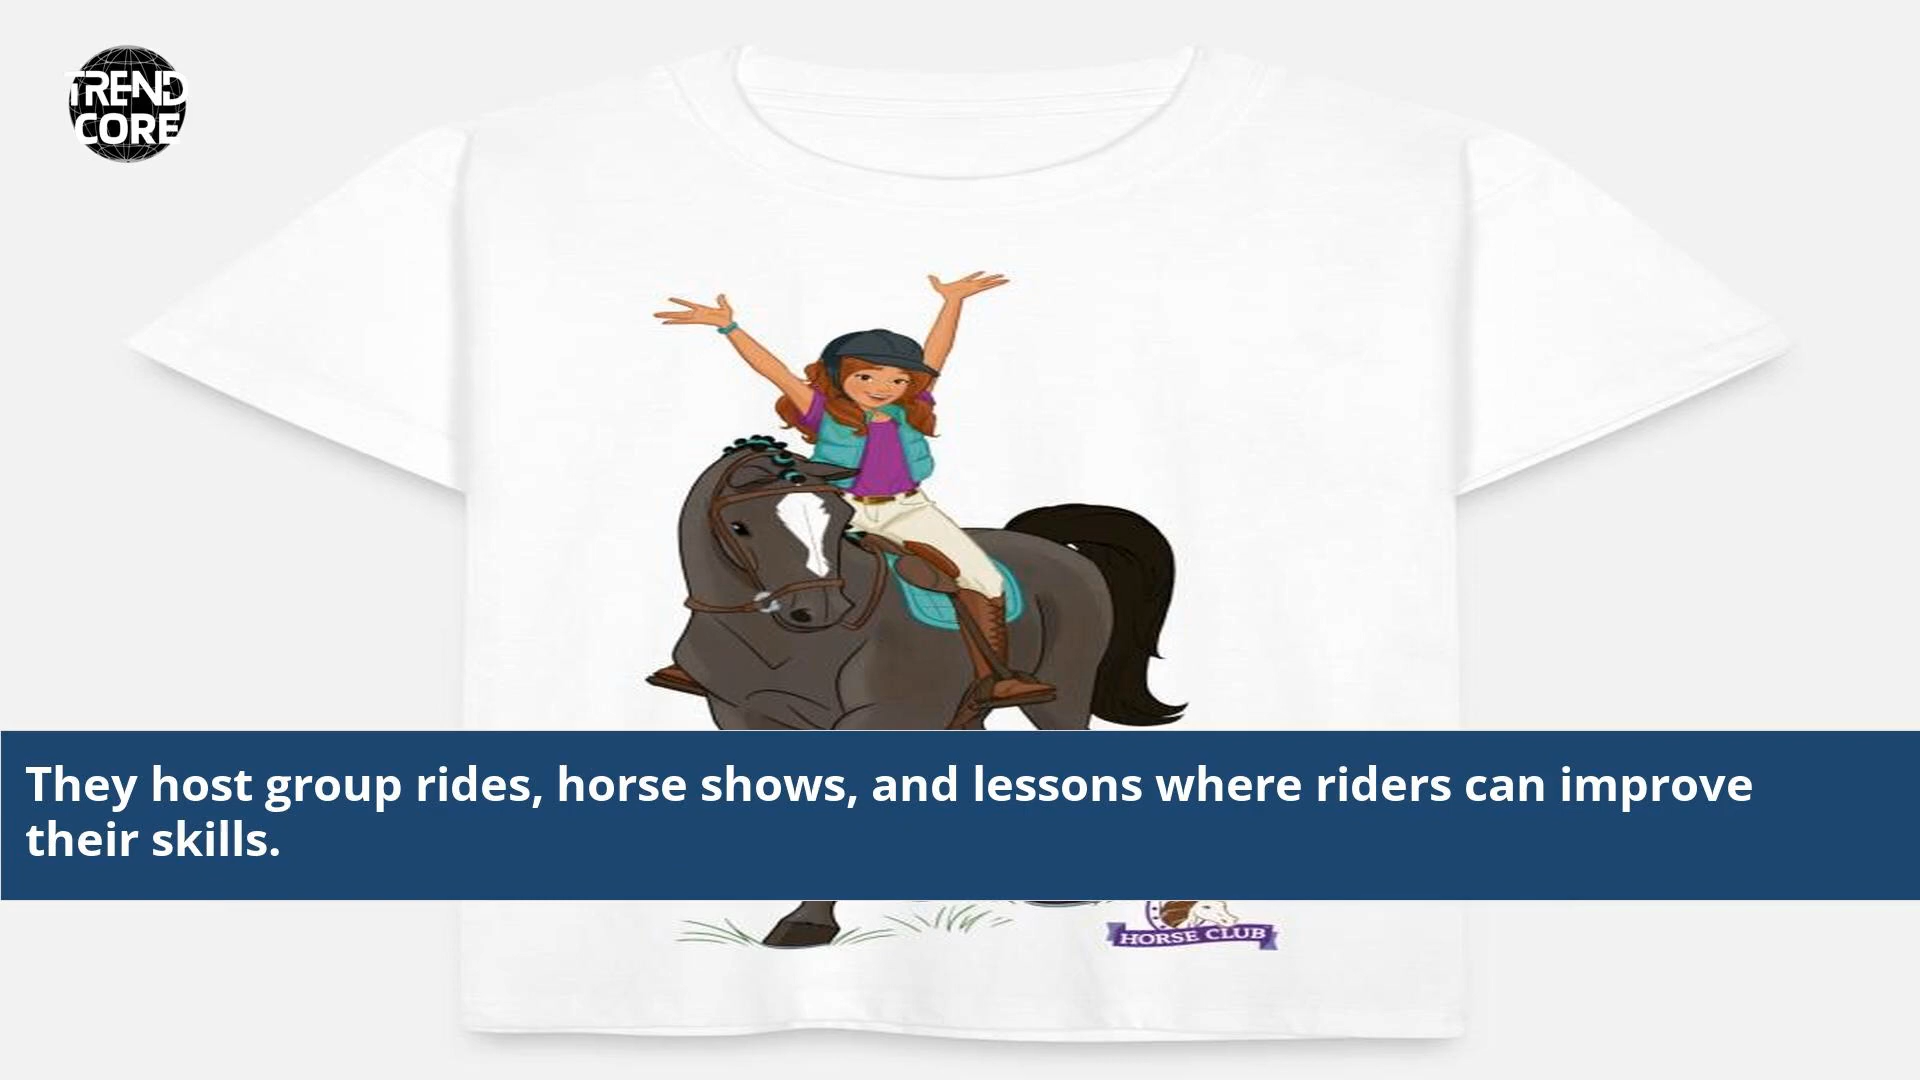 TREND
CORE
They host group rides, horse shows, and lessons where riders can improve
their skills.
HORSE CLUB